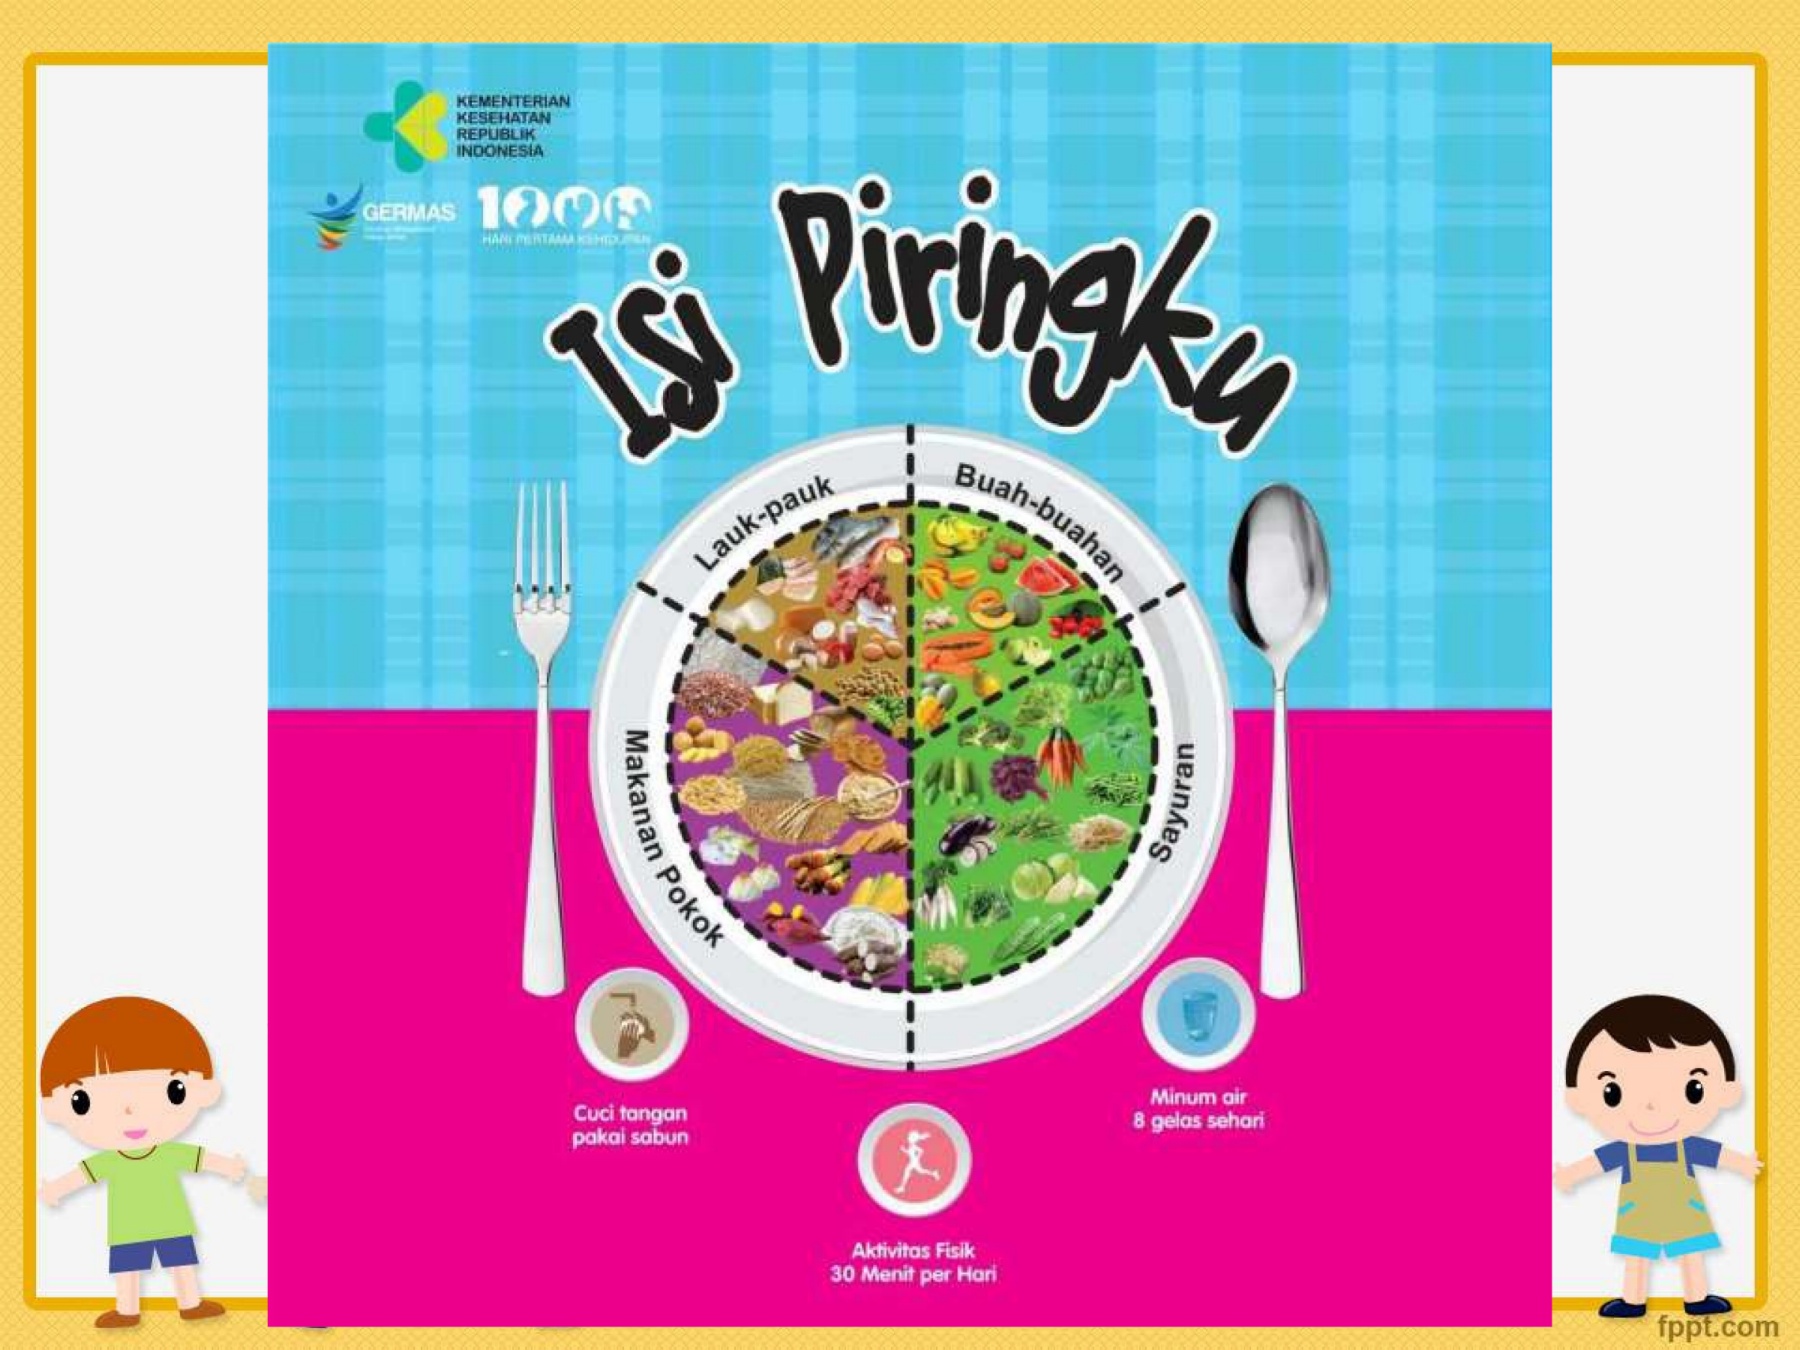 KEMENTERIAN
KESEHATAN
REPUBLIK
INDONESIA
GERMAS
1000
HARI PERTAMA KEHIDUPAN
Isi Piringku
Lauk-pauk
Buah-buahan
Makanan Pokok
Sayuran
Cuci tangan
pakai sabun
Minum air
8 gelas sehari
Aktivitas Fisik
30 Menit per Hari
fppt.com